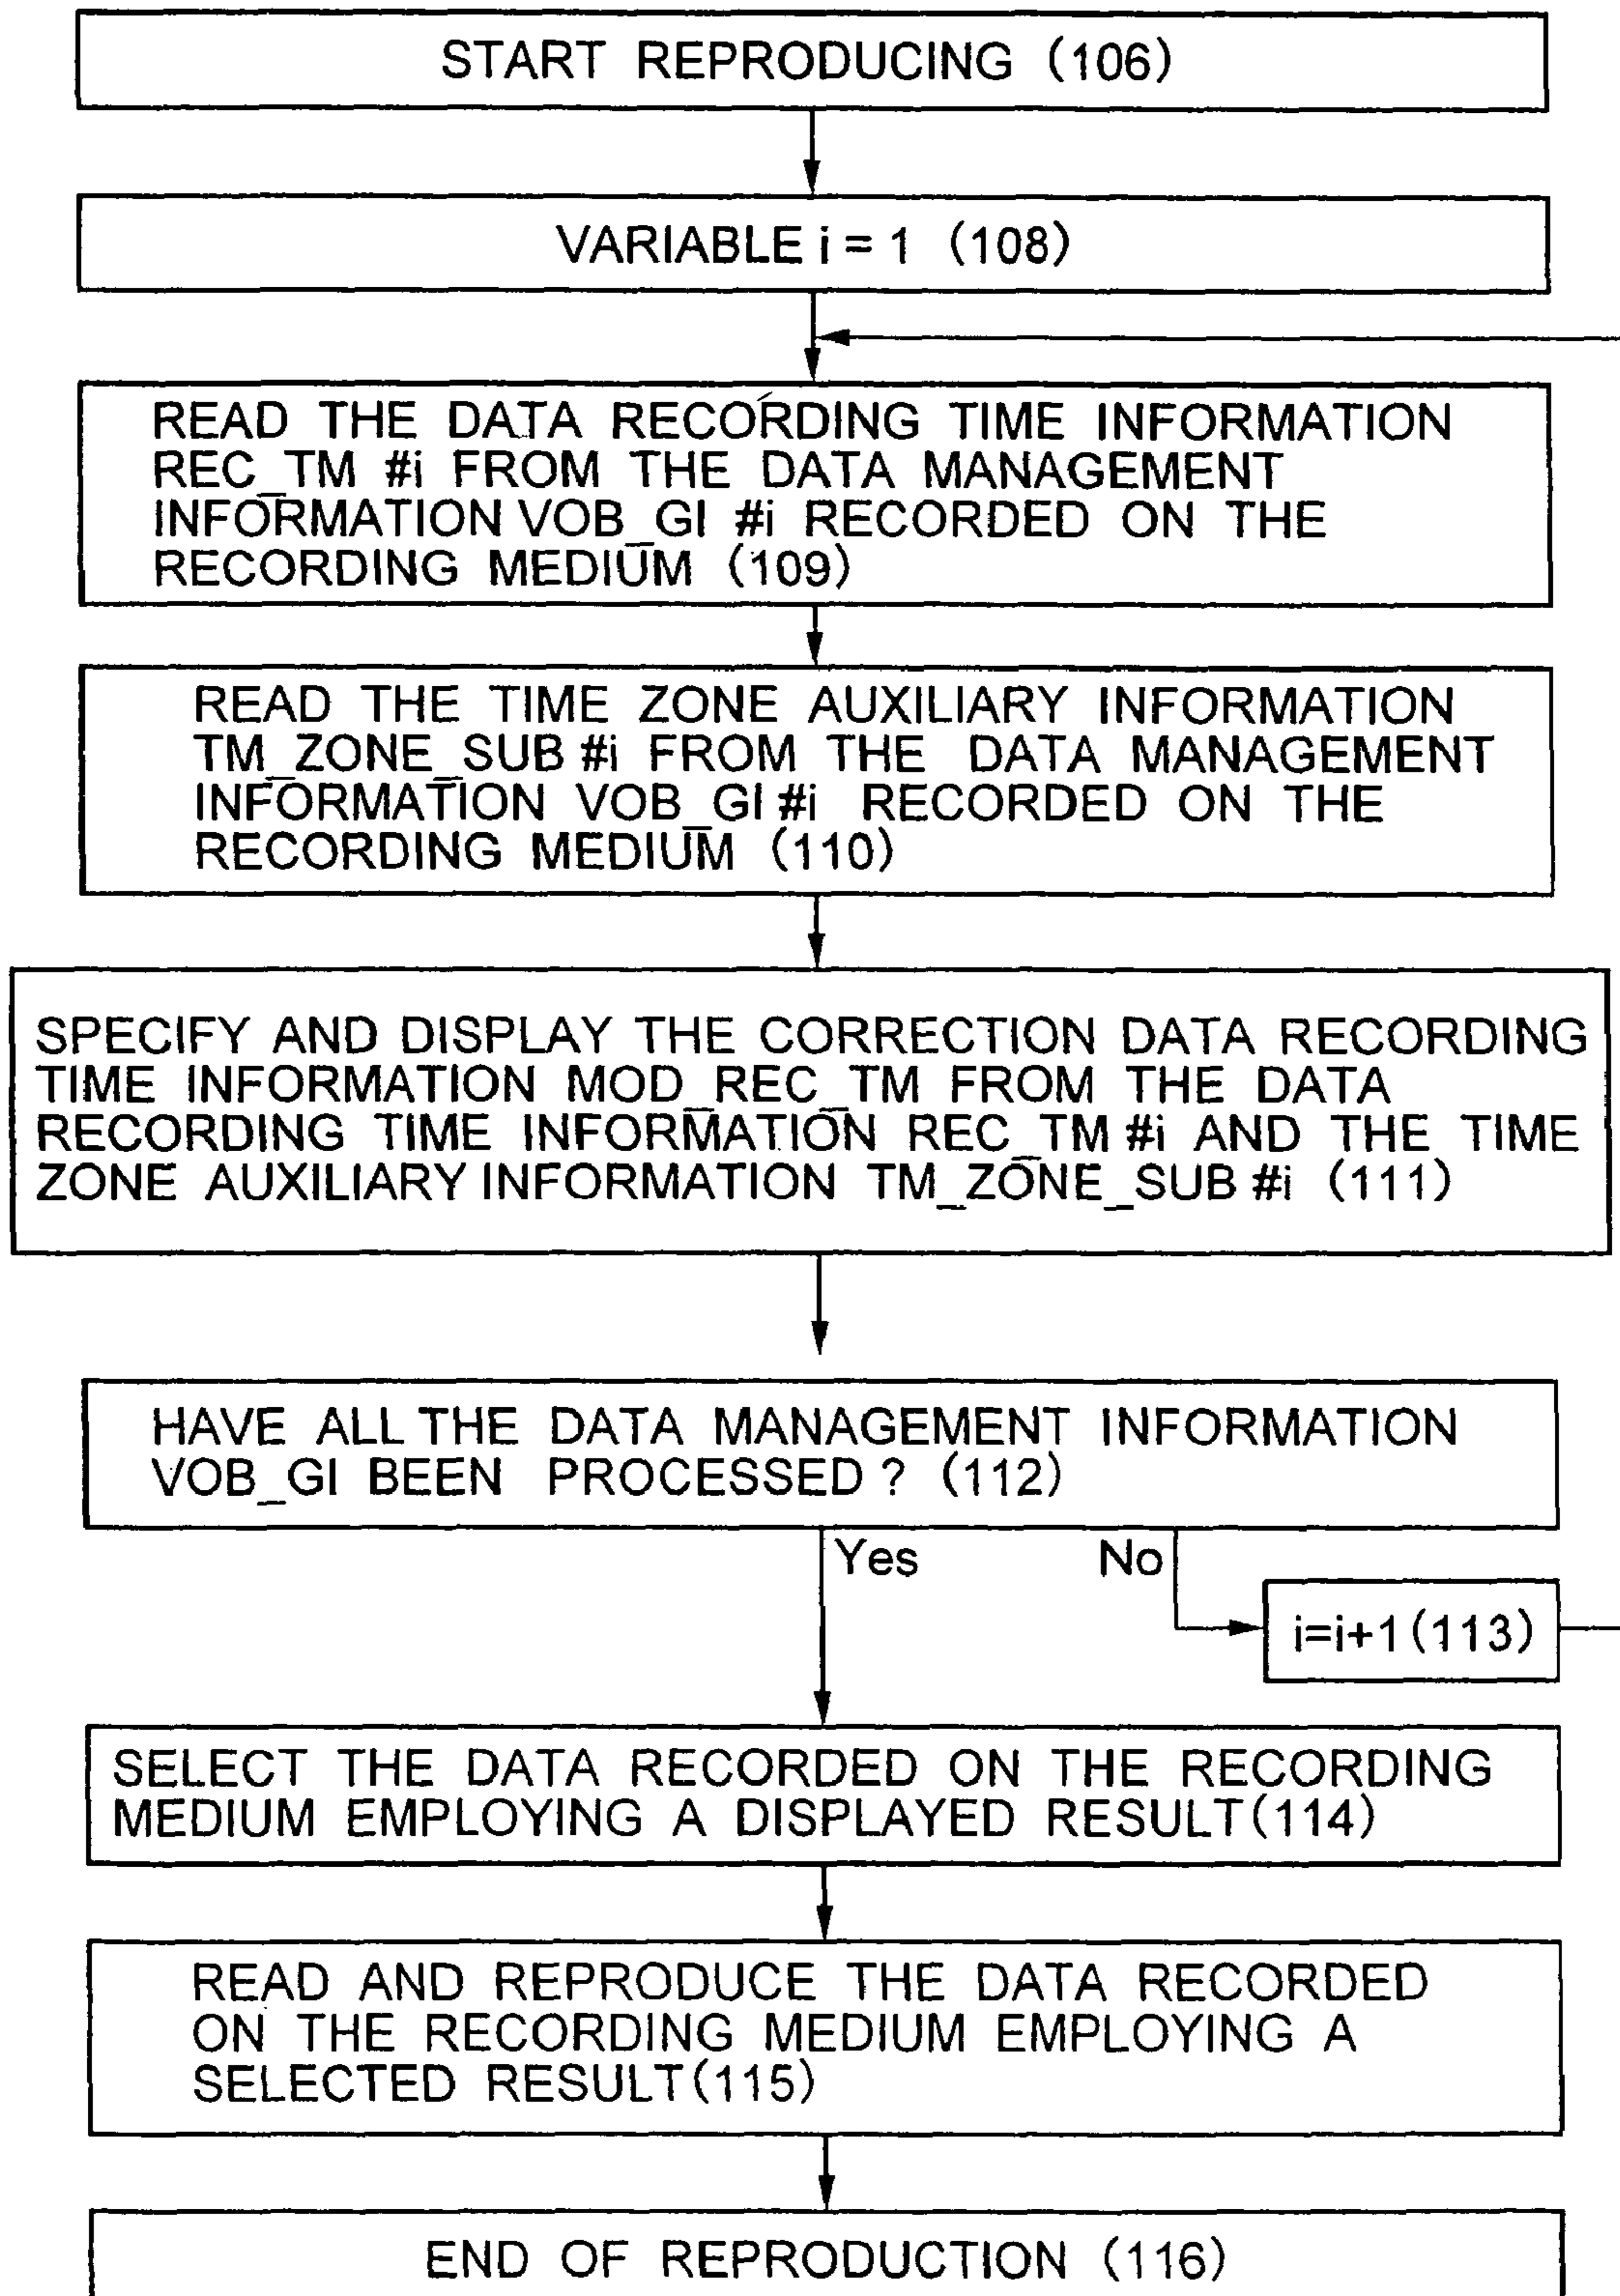 START REPRODUCING (106)
VARIABLE i = 1 (108)
READ THE DATA RECORDING TIME INFORMATION
REC_TM #i FROM THE DATA MANAGEMENT
INFORMATION VOB_GI #i RECORDED ON THE
RECORDING MEDIUM (109)
READ THE TIME ZONE AUXILIARY INFORMATION
TM_ZONE_SUB #i FROM THE DATA MANAGEMENT
INFORMATION VOB_GI #i RECORDED ON THE
RECORDING MEDIUM (110)
SPECIFY AND DISPLAY THE CORRECTION DATA RECORDING
TIME INFORMATION MOD_REC_TM FROM THE DATA
RECORDING TIME INFORMATION REC_TM #i AND THE TIME
ZONE AUXILIARY INFORMATION TM_ZONE_SUB #i (111)
HAVE ALL THE DATA MANAGEMENT INFORMATION
VOB_GI BEEN PROCESSED ? (112)
Yes No
i=i+1 (113)
SELECT THE DATA RECORDED ON THE RECORDING
MEDIUM EMPLOYING A DISPLAYED RESULT(114)
READ AND REPRODUCE THE DATA RECORDED
ON THE RECORDING MEDIUM EMPLOYING A
SELECTED RESULT(115)
END OF REPRODUCTION (116)